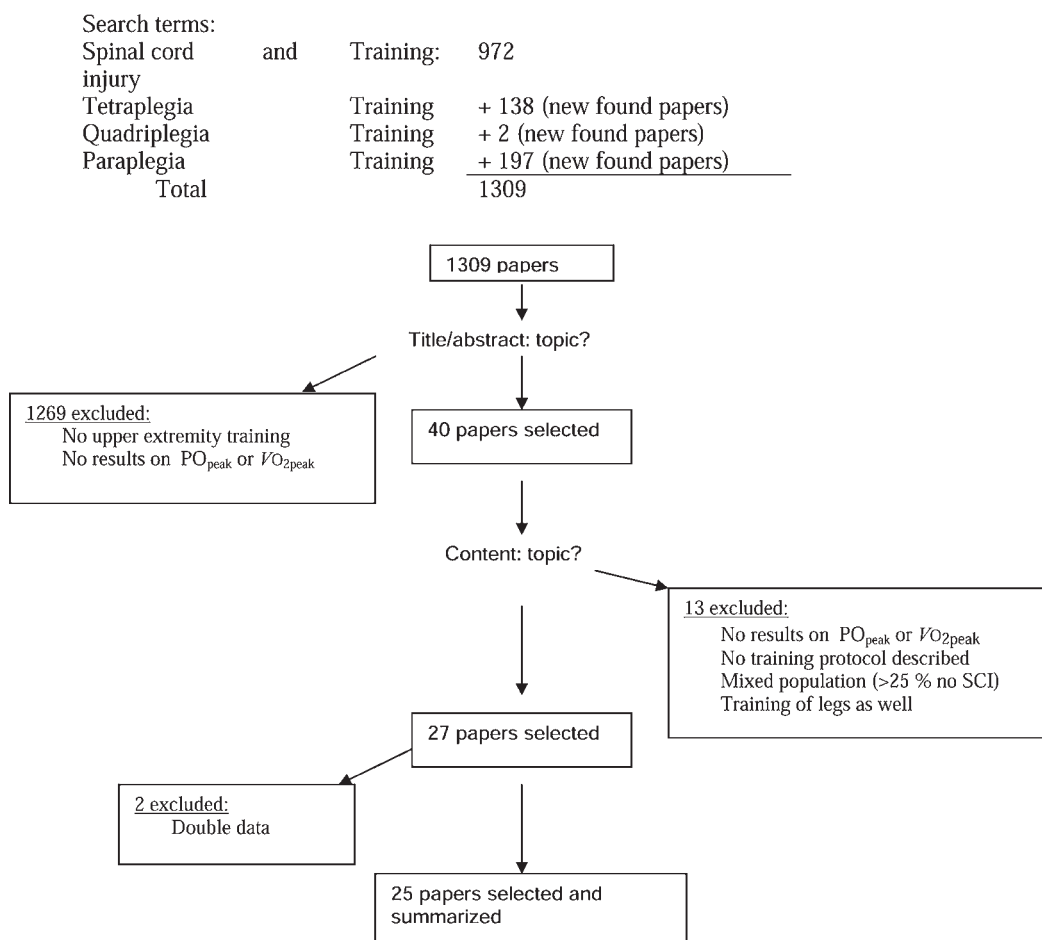 Search terms:
Spinal cord and Training: 972
injury
Tetraplegia Training + 138 (new found papers)
Quadriplegia Training + 2 (new found papers)
Paraplegia Training + 197 (new found papers)
Total 1309
1309 papers
Title/abstract: topic?
1269 excluded:
No upper extremity training
No results on POpeak or VO2peak
40 papers selected
Content: topic?
13 excluded:
No results on POpeak or VO2peak
No training protocol described
Mixed population (>25 % no SCI)
Training of legs as well
27 papers selected
2 excluded:
Double data
25 papers selected and
summarized